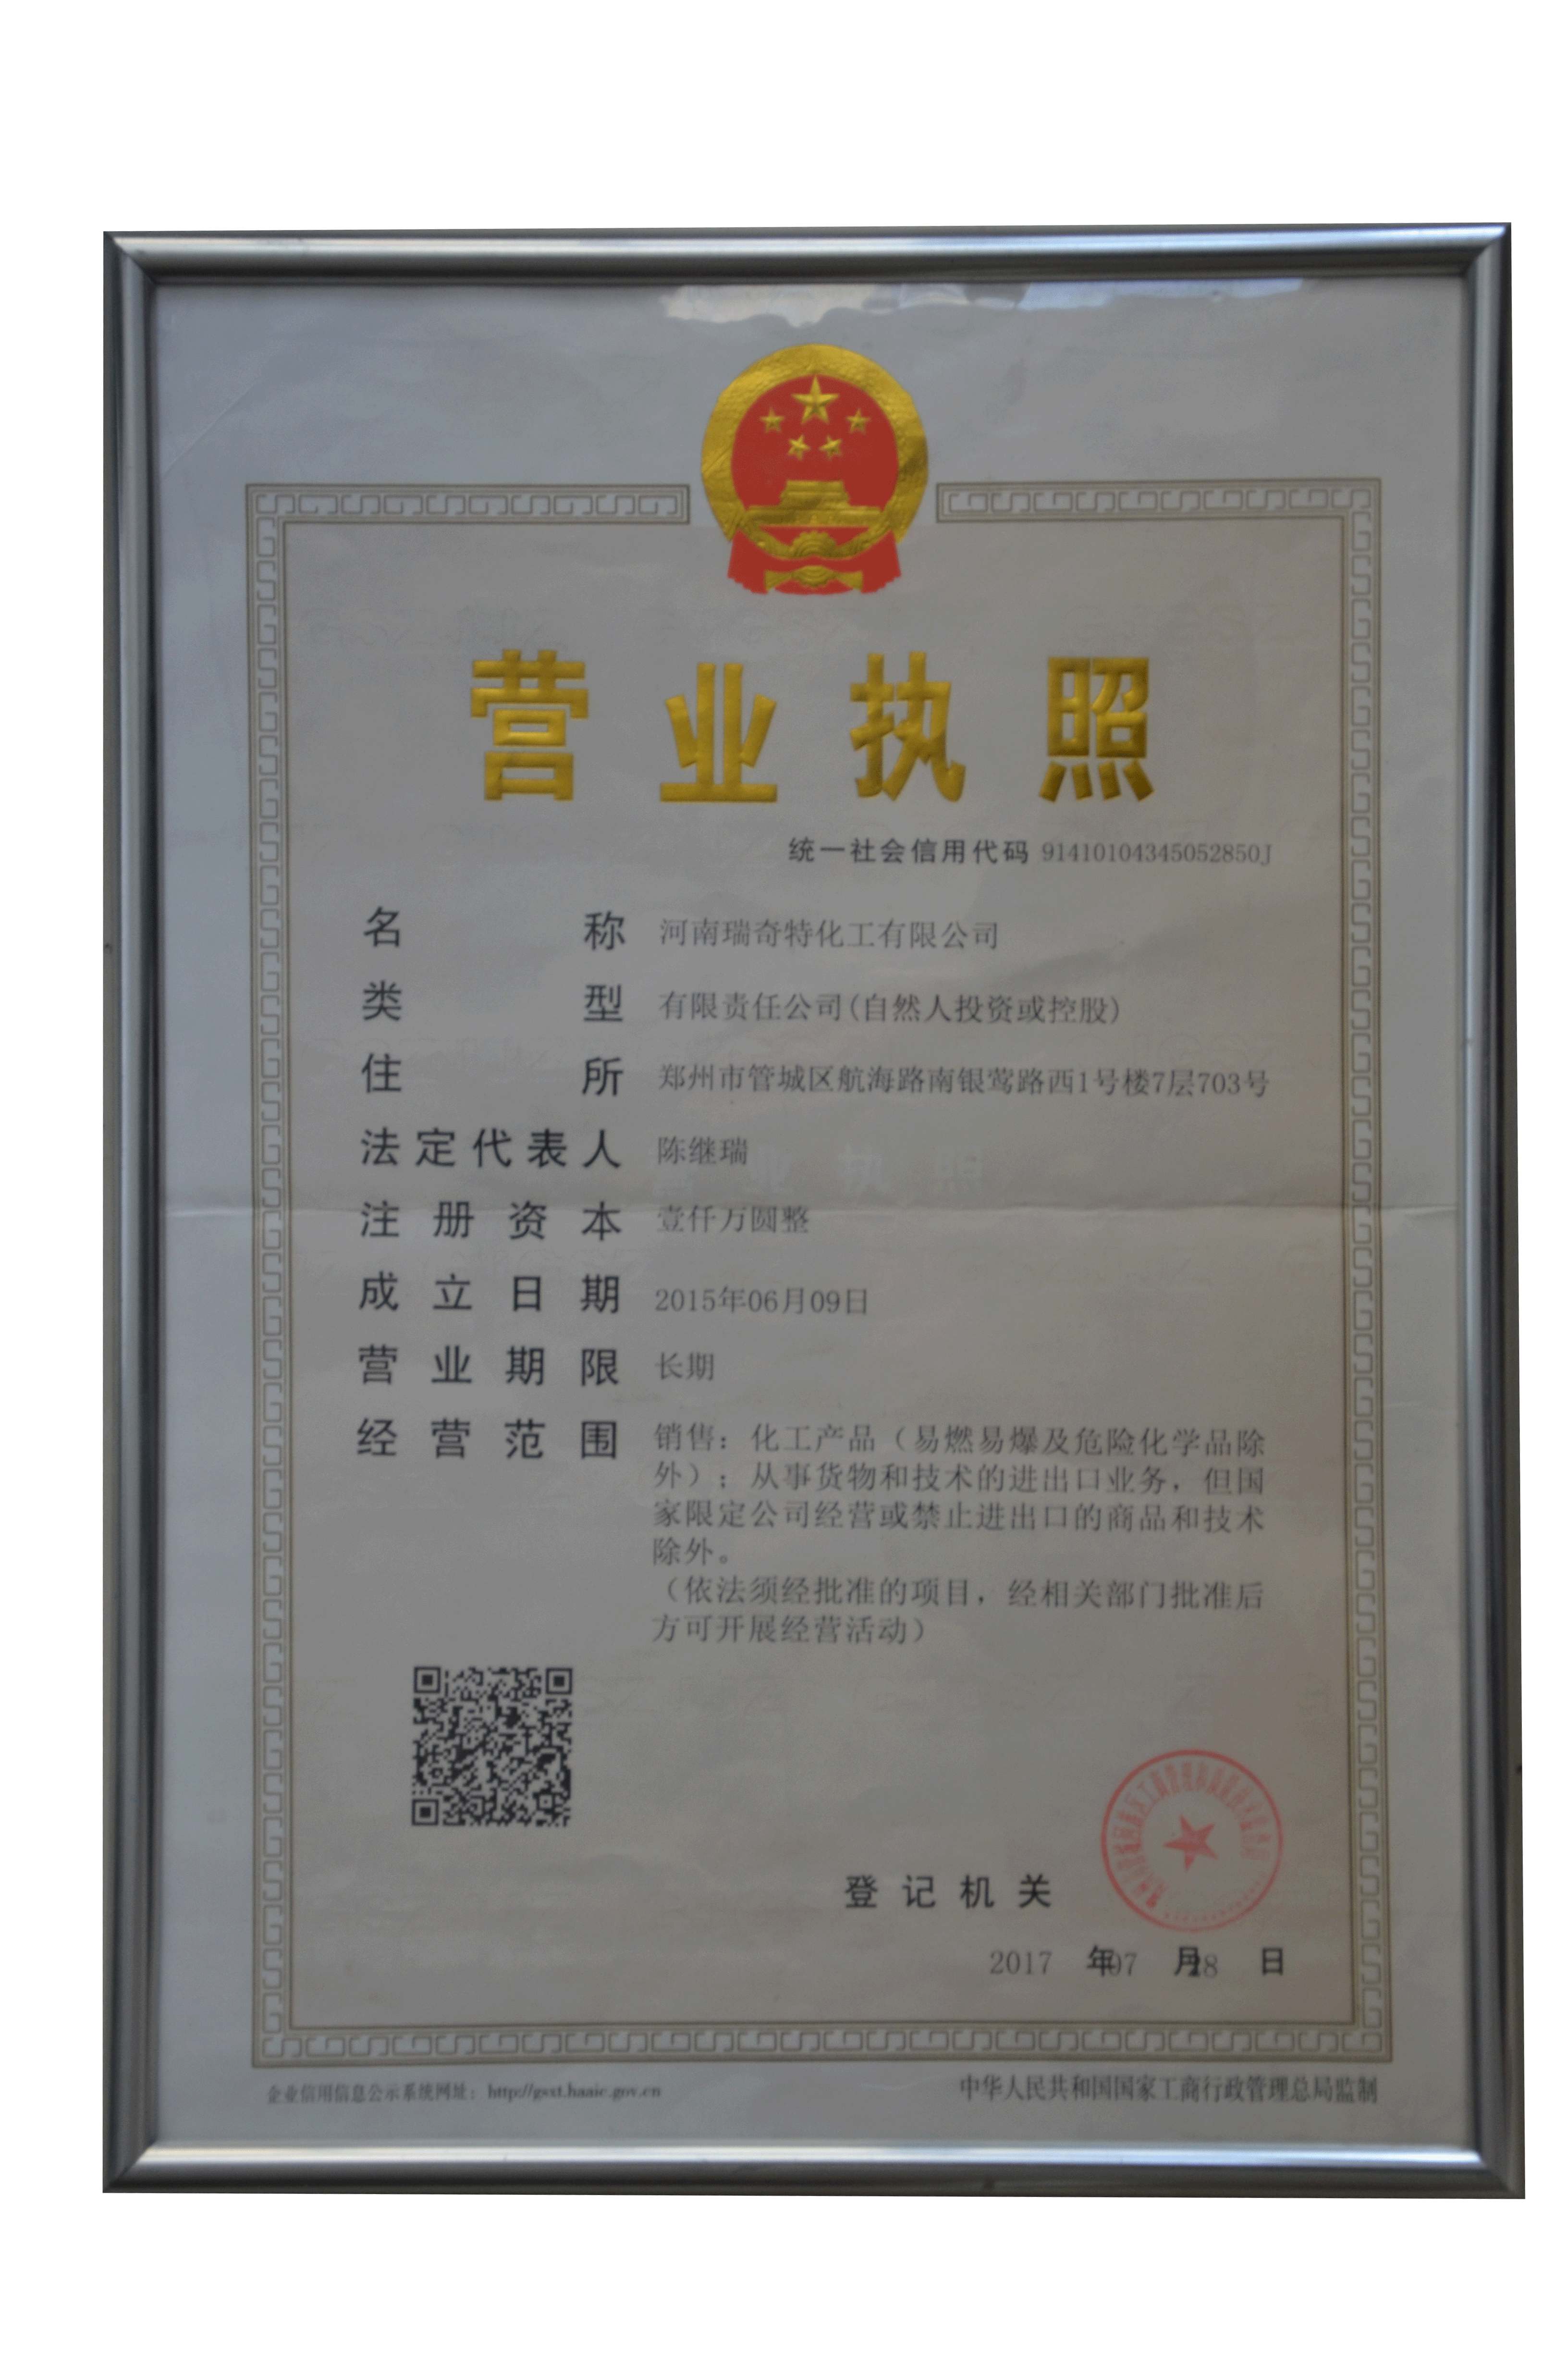 营业执照
统一社会信用代码 91410104345052850J
名称 河南瑞奇特化工有限公司
类型 有限责任公司(自然人投资或控股)
住所 郑州市管城区航海路南银莺路西1号楼7层703号
法定代表人 陈继瑞
注册资本 壹仟万圆整
成立日期 2015年06月09日
营业期限 长期
经营范围 销售：化工产品（易燃易爆及危险化学品除
外）；从事货物和技术的进出口业务，但国
家限定公司经营或禁止进出口的商品和技术
除外。
（依法须经批准的项目，经相关部门批准后
方可开展经营活动）
登记机关
2017 年07 月28 日
企业信用信息公示系统网址：http://gsxt.haaic.gov.cn
中华人民共和国国家工商行政管理总局监制